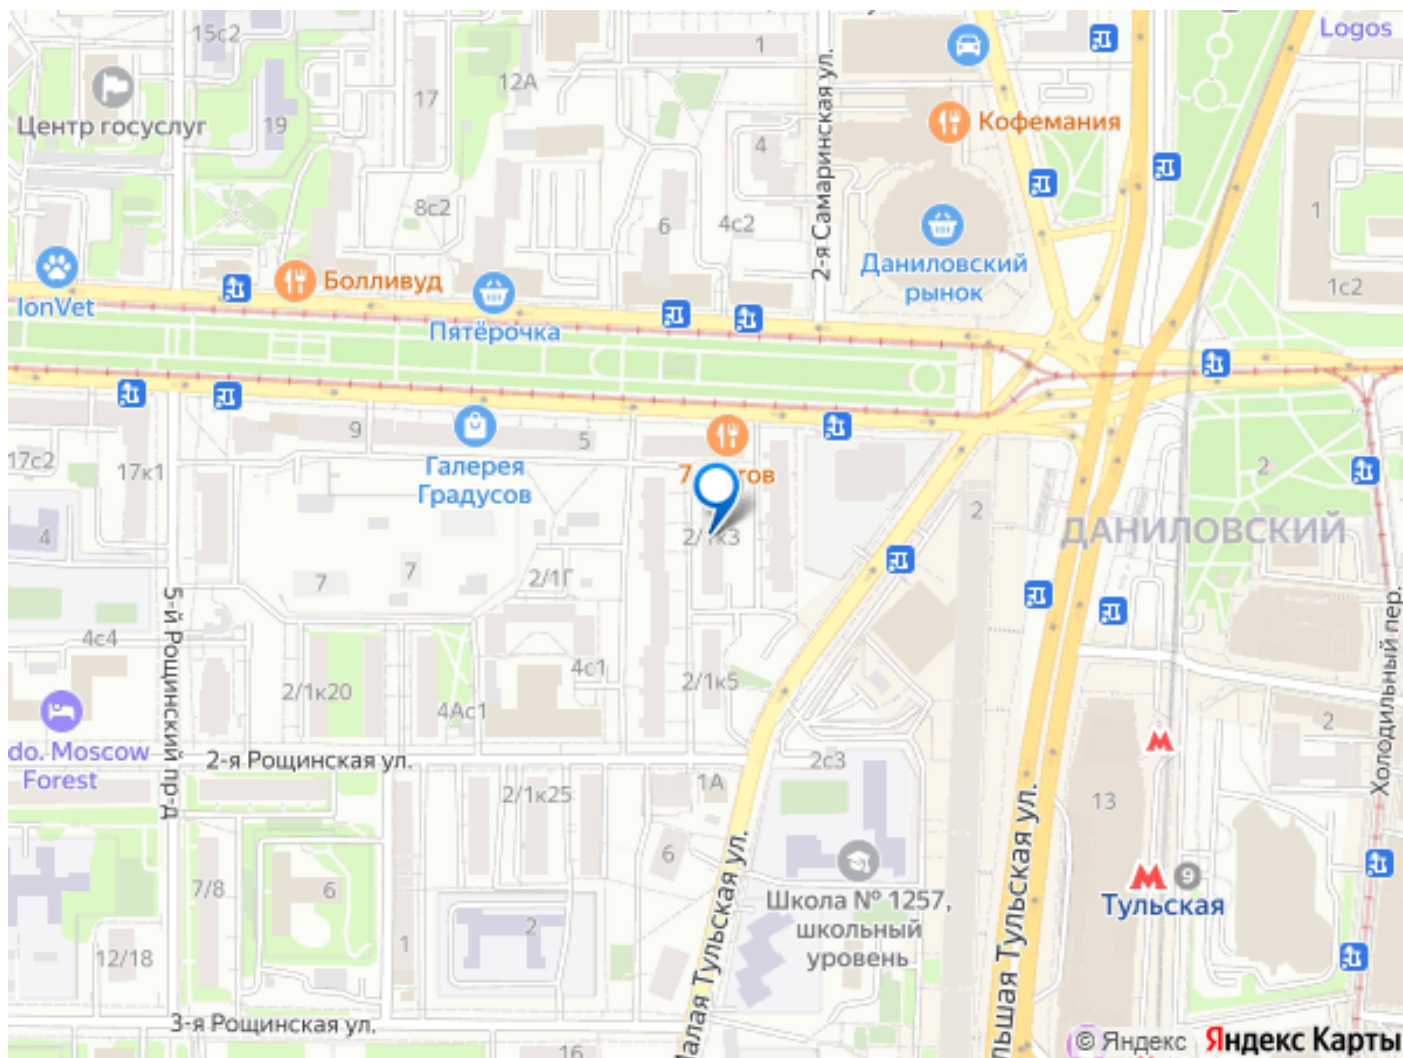 15с2
1
Logos
12А
17
Центр госуслуг
19
Кофемания
4
2-я Самаринская ул.
8с2
6
4с2
1
Даниловский
рынок
1с2
Болливуд
IonVet
Пятёрочка
9
5
17с2
17к1
Галерея
Градусов
2
2
ДАНИЛОВСКИЙ
2/1к3
4
7
7
2/1Г
5-й Рощинский пр-д
4с4
4с1
2/1к20
2/1к5
4Ас1
Холодильный пер.
2
do. Moscow
Forest
2-я Рощинская ул.
2с3
1А
2/1к25
13
6
7/8
6
Малая Тульская ул.
Школа № 1257,
школьный
уровень
9
Тульская
2
1
12/18
льшая Тульская ул.
3-я Рощинская ул.
16
© Яндекс Яндекс Карты